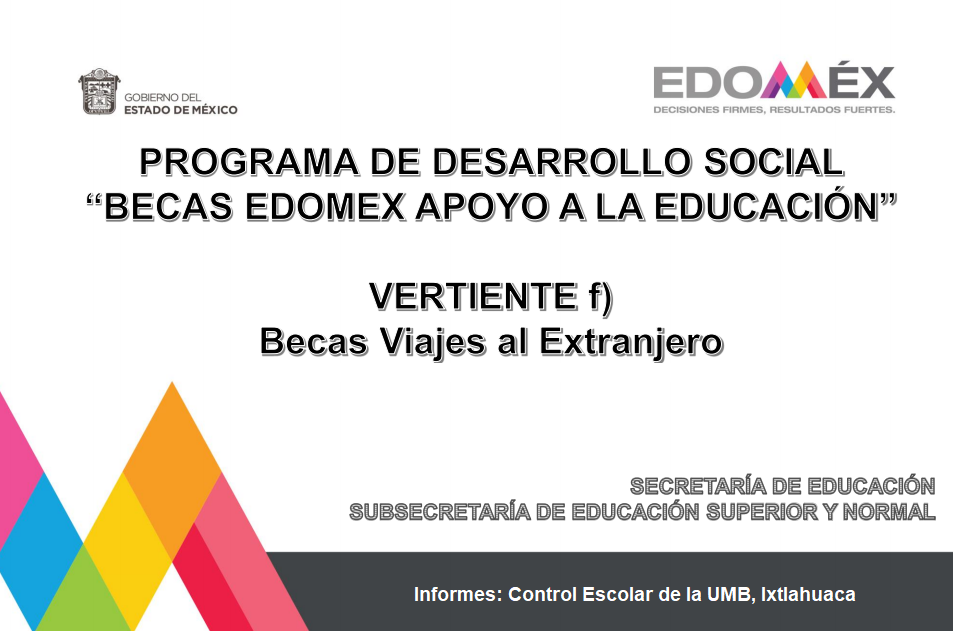 GOBIERNO DEL
ESTADO DE MÉXICO
EDOMÉX
DECISIONES FIRMES, RESULTADOS FUERTES.
PROGRAMA DE DESARROLLO SOCIAL
“BECAS EDOMEX APOYO A LA EDUCACIÓN”
VERTIENTE f)
Becas Viajes al Extranjero
SECRETARÍA DE EDUCACIÓN
SUBSECRETARÍA DE EDUCACIÓN SUPERIOR Y NORMAL
Informes: Control Escolar de la UMB, Ixtlahuaca